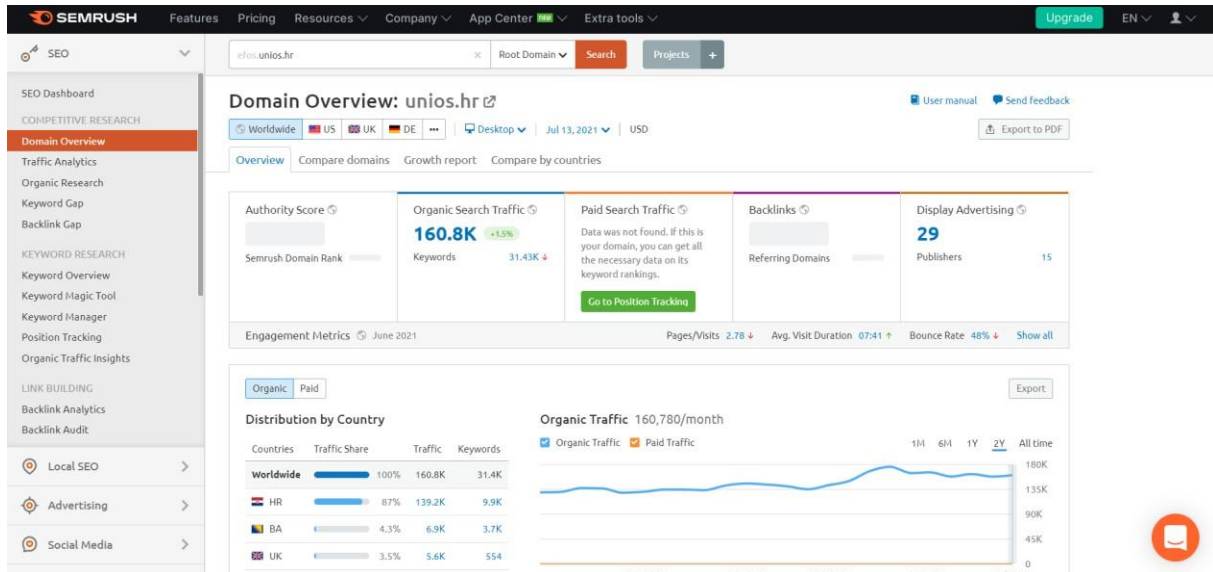 SEMRUSH Features Pricing Resources Company App Center NEW Extra tools Upgrade EN
SEO
efos.unios.hr × Root Domain Search Projects +
SEO Dashboard
COMPETITIVE RESEARCH
Domain Overview
Traffic Analytics
Organic Research
Keyword Gap
Backlink Gap
KEYWORD RESEARCH
Keyword Overview
Keyword Magic Tool
Keyword Manager
Position Tracking
Organic Traffic Insights
LINK BUILDING
Backlink Analytics
Backlink Audit
Local SEO
Advertising
Social Media
Domain Overview: unios.hr
User manual Send feedback
Worldwide US UK DE ••• Desktop Jul 13, 2021 USD
Export to PDF
Overview Compare domains Growth report Compare by countries
Authority Score
Semrush Domain Rank
Organic Search Traffic
160.8K +1.5%
Keywords 31.43K ↓
Paid Search Traffic
Data was not found. If this is
your domain, you can get all
the necessary data on its
keyword rankings.
Go to Position Tracking
Backlinks
Referring Domains
Display Advertising
29
Publishers 15
Engagement Metrics June 2021 Pages/Visits 2.78 ↓ Avg. Visit Duration 07:41 ↑ Bounce Rate 48% ↓ Show all
Organic Paid
Export
Distribution by Country
Countries Traffic Share Traffic Keywords
Worldwide 100% 160.8K 31.4K
HR 87% 139.2K 9.9K
BA 4.3% 6.9K 3.7K
UK 3.5% 5.6K 554
Organic Traffic 160,780/month
Organic Traffic Paid Traffic
1M 6M 1Y 2Y All time
180K
135K
90K
45K
0